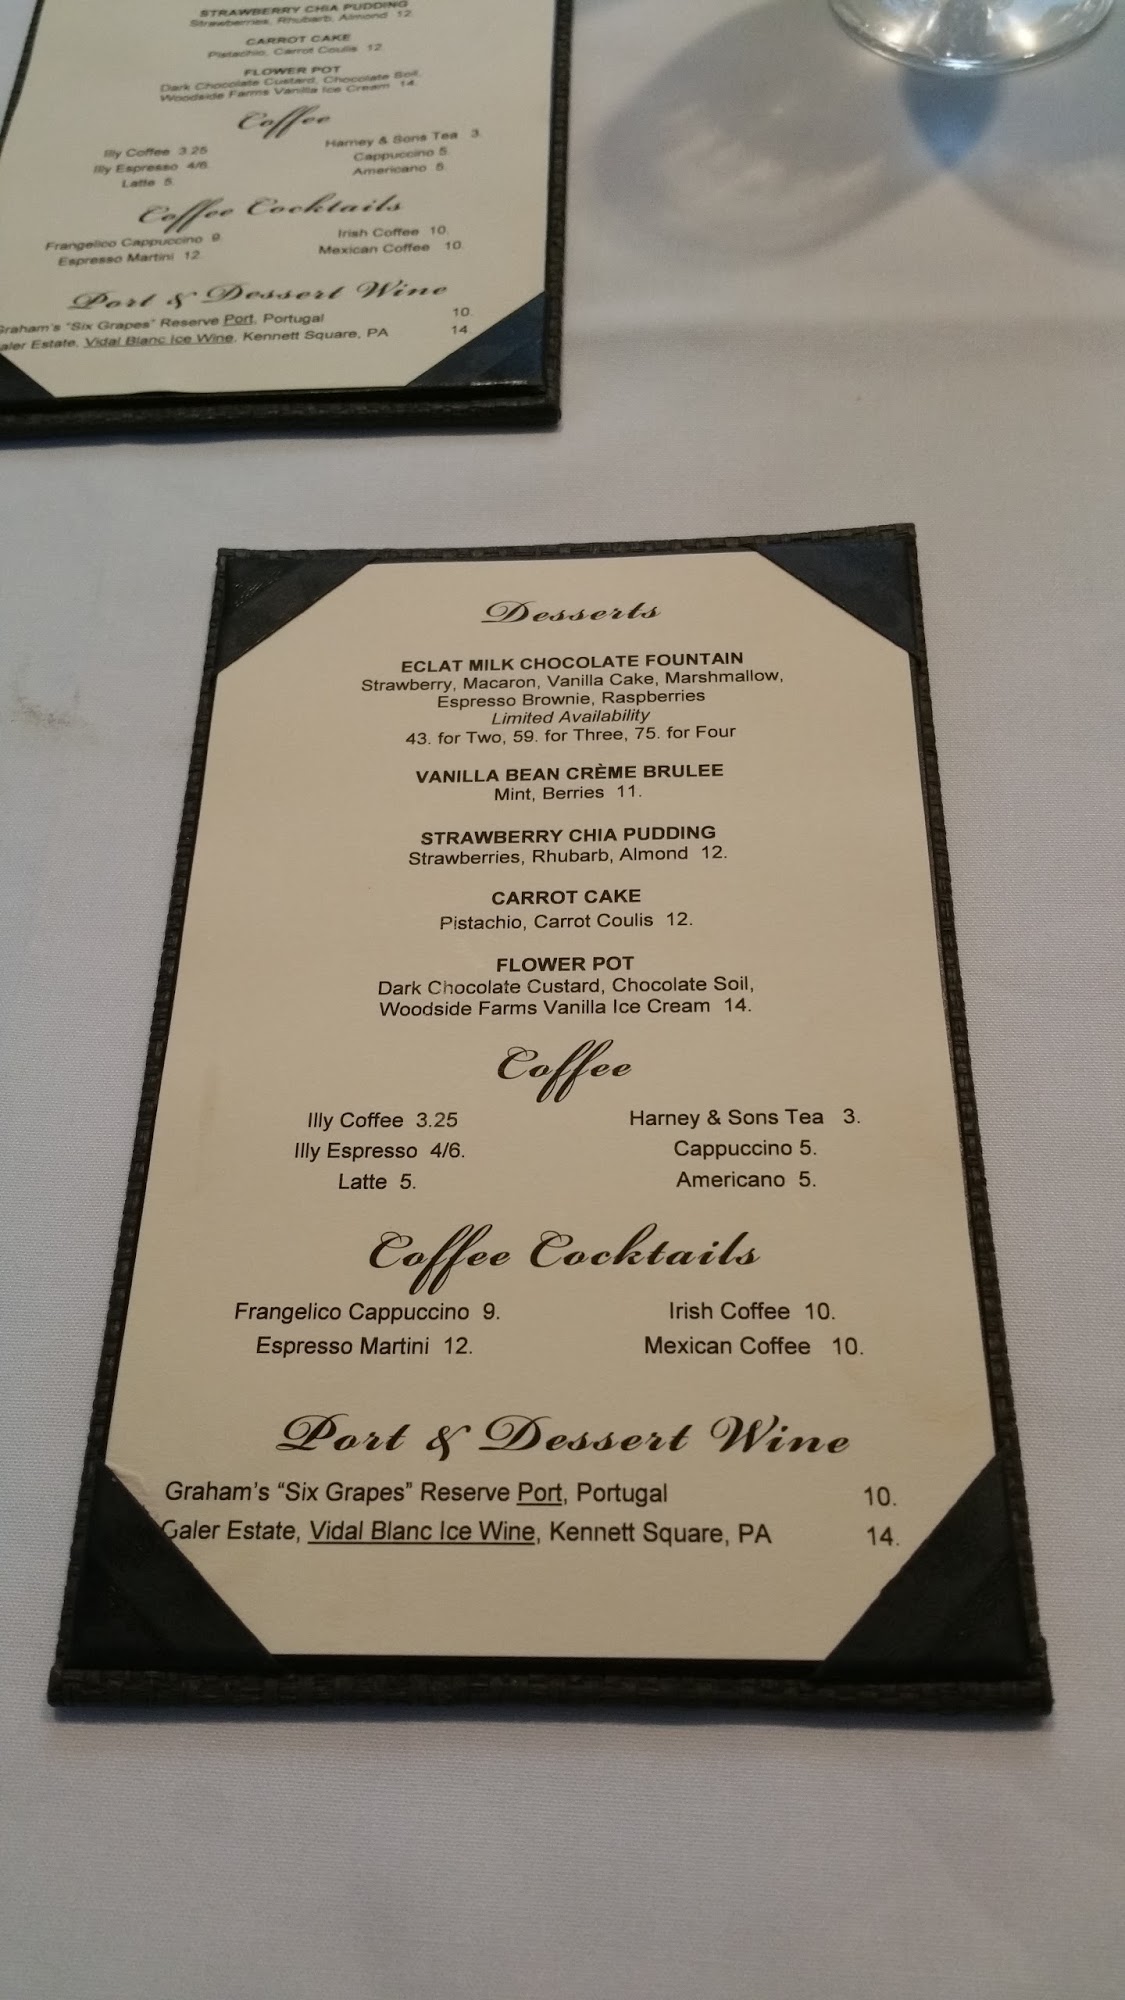 STRAWBERRY CHIA PUDDING
Strawberries, Rhubarb, Almond 12.
CARROT CAKE
Pistachio, Carrot Coulis 12.
FLOWER POT
Dark Chocolate Custard, Chocolate Soil,
Woodside Farms Vanilla Ice Cream 14.
Coffee
Illy Coffee 3.25 Harney & Sons Tea 3.
Illy Espresso 4/6. Cappuccino 5.
Latte 5. Americano 5.
Coffee Cocktails
Frangelico Cappuccino 9. Irish Coffee 10.
Espresso Martini 12. Mexican Coffee 10.
Port & Dessert Wine
Graham's "Six Grapes" Reserve Port, Portugal 10.
aler Estate, Vidal Blanc Ice Wine, Kennett Square, PA 14.
Desserts
ECLAT MILK CHOCOLATE FOUNTAIN
Strawberry, Macaron, Vanilla Cake, Marshmallow,
Espresso Brownie, Raspberries
Limited Availability
43. for Two, 59. for Three, 75. for Four
VANILLA BEAN CRÈME BRULEE
Mint, Berries 11.
STRAWBERRY CHIA PUDDING
Strawberries, Rhubarb, Almond 12.
CARROT CAKE
Pistachio, Carrot Coulis 12.
FLOWER POT
Dark Chocolate Custard, Chocolate Soil,
Woodside Farms Vanilla Ice Cream 14.
Coffee
Illy Coffee 3.25 Harney & Sons Tea 3.
Illy Espresso 4/6. Cappuccino 5.
Latte 5. Americano 5.
Coffee Cocktails
Frangelico Cappuccino 9. Irish Coffee 10.
Espresso Martini 12. Mexican Coffee 10.
Port & Dessert Wine
Graham's "Six Grapes" Reserve Port, Portugal 10.
Galer Estate, Vidal Blanc Ice Wine, Kennett Square, PA 14.